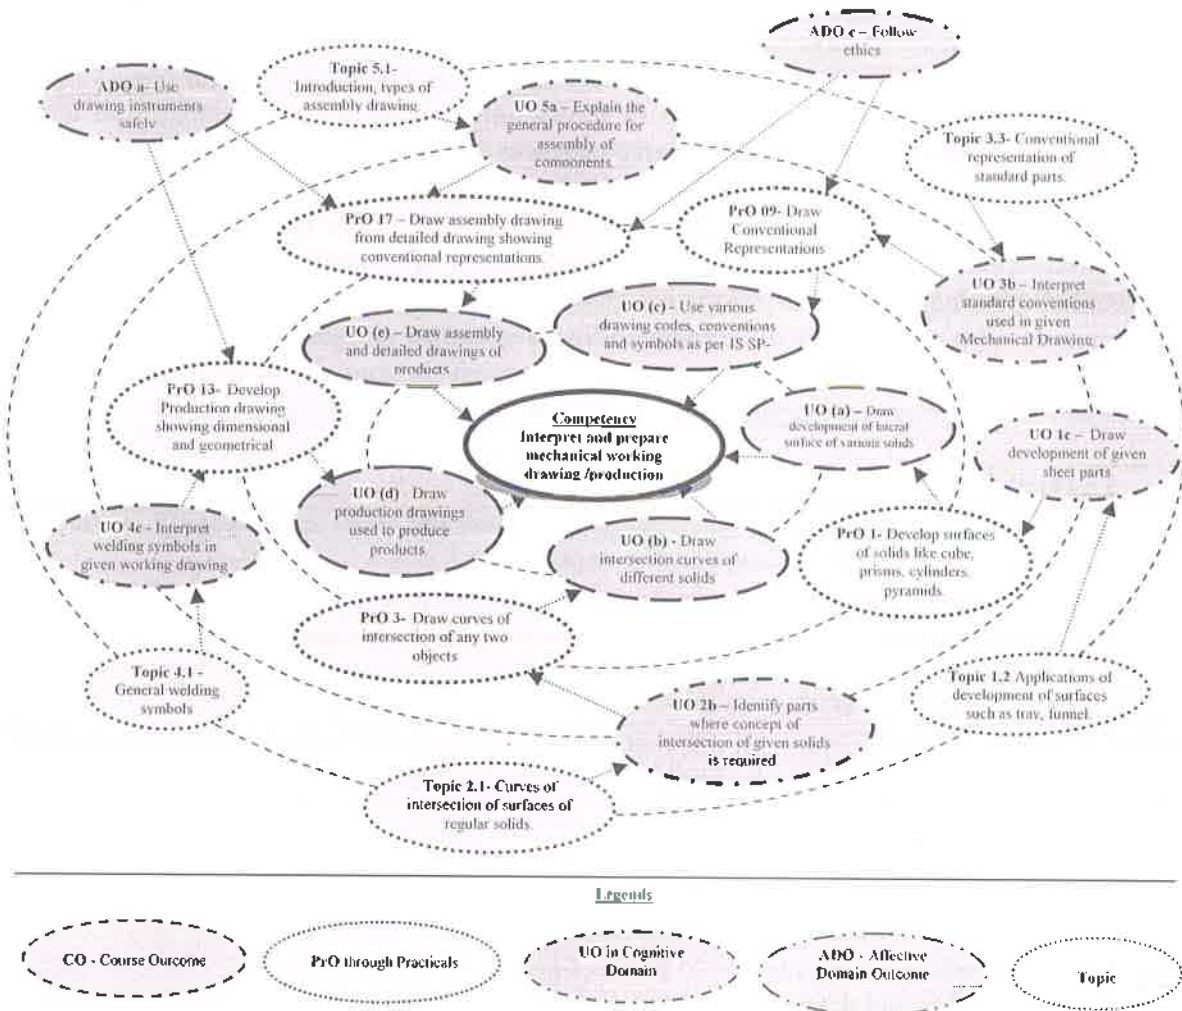 ADO c – Follow
ethics
Topic 5.1-
Introduction, types of
assembly drawing.
ADO a- Use
drawing instruments
safely
UO 5a – Explain the
general procedure for
assembly of
components.
Topic 3.3- Conventional
representation of
standard parts.
PrO 17 – Draw assembly drawing
from detailed drawing showing
conventional representations.
PrO 09- Draw
Conventional
Representations
UO 3b – Interpret
standard conventions
used in given
Mechanical Drawing.
UO (c) - Use various
drawing codes, conventions
and symbols as per IS SP-
UO (e) – Draw assembly
and detailed drawings of
products
PrO 13- Develop
Production drawing
showing dimensional
and geometrical
Competency
Interpret and prepare
mechanical working
drawing /production
UO (a) – Draw
development of lateral
surface of various solids
UO 1c – Draw
development of given
sheet parts.
UO (d) – Draw
production drawings
used to produce
products
UO 4c - Interpret
welding symbols in
given working drawing
UO (b) - Draw
intersection curves of
different solids
PrO 1- Develop surfaces
of solids like cube,
prisms, cylinders,
pyramids.
PrO 3- Draw curves of
intersection of any two
objects
Topic 4.1 -
General welding
symbols
Topic 1.2 Applications of
development of surfaces
such as tray, funnel.
UO 2b – Identify parts
where concept of
intersection of given solids
is required
Topic 2.1- Curves of
intersection of surfaces of
regular solids.
Legends
CO - Course Outcome
PrO through Practicals
UO in Cognitive
Domain
ADO - Affective
Domain Outcome
Topic